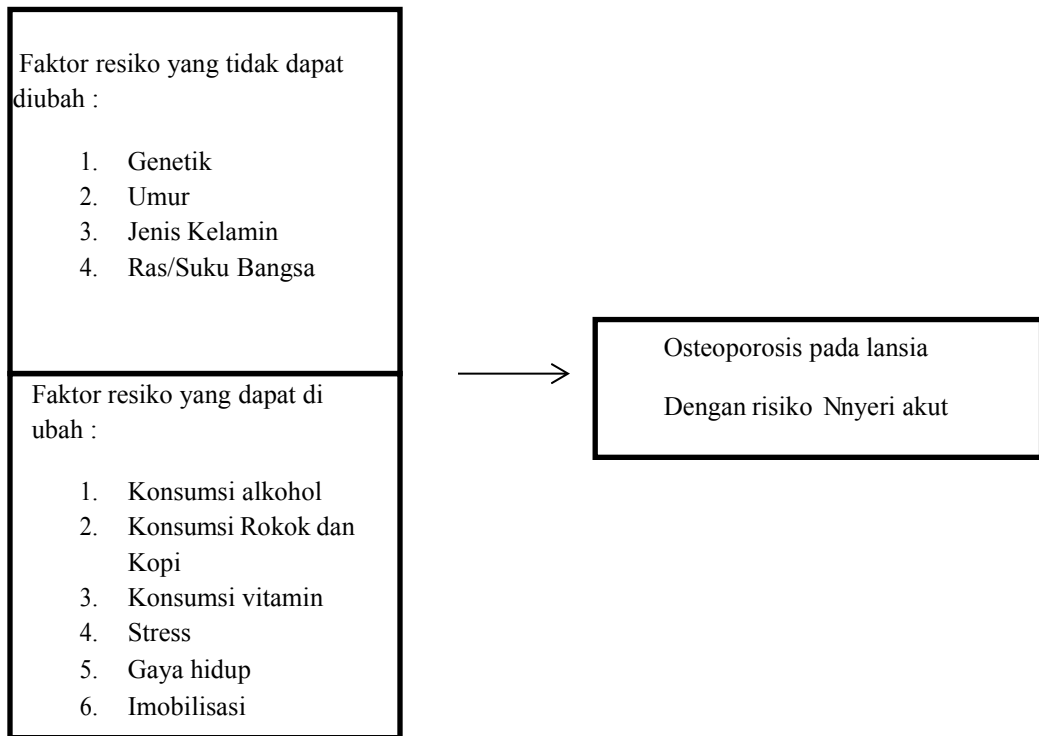 Faktor resiko yang tidak dapat
diubah :
1. Genetik
2. Umur
3. Jenis Kelamin
4. Ras/Suku Bangsa
Faktor resiko yang dapat di
ubah :
1. Konsumsi alkohol
2. Konsumsi Rokok dan
Kopi
3. Konsumsi vitamin
4. Stress
5. Gaya hidup
6. Imobilisasi
Osteoporosis pada lansia
Dengan risiko Nnyeri akut